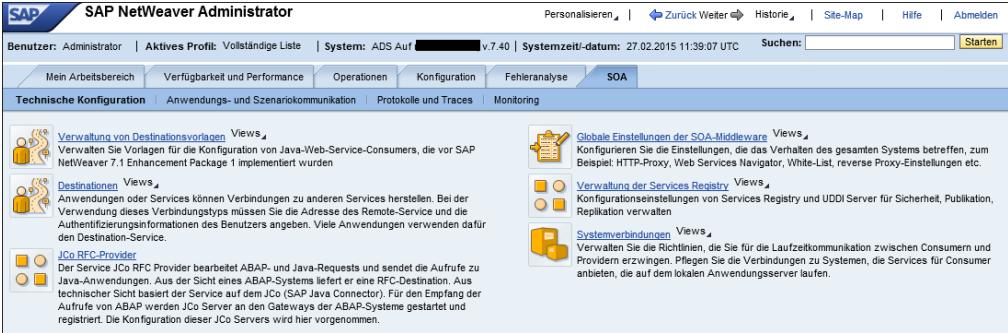 SAP SAP NetWeaver Administrator Personalisieren | Zurück Weiter Historie | Site-Map | Hilfe | Abmelden
Benutzer: Administrator | Aktives Profil: Vollständige Liste | System: ADS Auf v.7.40 | Systemzeit/-datum: 27.02.2015 11:39:07 UTC Suchen: Starten
Mein Arbeitsbereich Verfügbarkeit und Performance Operationen Konfiguration Fehleranalyse SOA
Technische Konfiguration | Anwendungs- und Szenariokommunikation | Protokolle und Traces | Monitoring
Verwaltung von Destinationsvorlagen Views
Verwalten Sie Vorlagen für die Konfiguration von Java-Web-Service-Consumers, die vor SAP
NetWeaver 7.1 Enhancement Package 1 implementiert wurden
Destinationen Views
Anwendungen oder Services können Verbindungen zu anderen Services herstellen. Bei der
Verwendung dieses Verbindungstyps müssen Sie die Adresse des Remote-Service und die
Authentifizierungsinformationen des Benutzers angeben. Viele Anwendungen verwenden dafür
den Destination-Service.
JCo RFC-Provider
Der Service JCo RFC Provider bearbeitet ABAP- und Java-Requests und sendet die Aufrufe zu
Java-Anwendungen. Aus der Sicht eines ABAP-Systems liefert er eine RFC-Destination. Aus
technischer Sicht basiert der Service auf dem JCo (SAP Java Connector). Für den Empfang der
Aufrufe von ABAP werden JCo Server an den Gateways der ABAP-Systeme gestartet und
registriert. Die Konfiguration dieser JCo Servers wird hier vorgenommen.
Globale Einstellungen der SOA-Middleware Views
Konfigurieren Sie die Einstellungen, die das Verhalten des gesamten Systems betreffen, zum
Beispiel: HTTP-Proxy, Web Services Navigator, White-List, reverse Proxy-Einstellungen etc.
Verwaltung der Services Registry Views
Konfigurationseinstellungen von Services Registry und UDDI Server für Sicherheit, Publikation,
Replikation verwalten
Systemverbindungen Views
Verwalten Sie die Richtlinien, die Sie für die Laufzeitkommunikation zwischen Consumern und
Providern erzwingen. Pflegen Sie die Verbindungen zu Systemen, die Services für Consumer
anbieten, die auf dem lokalen Anwendungsserver laufen.